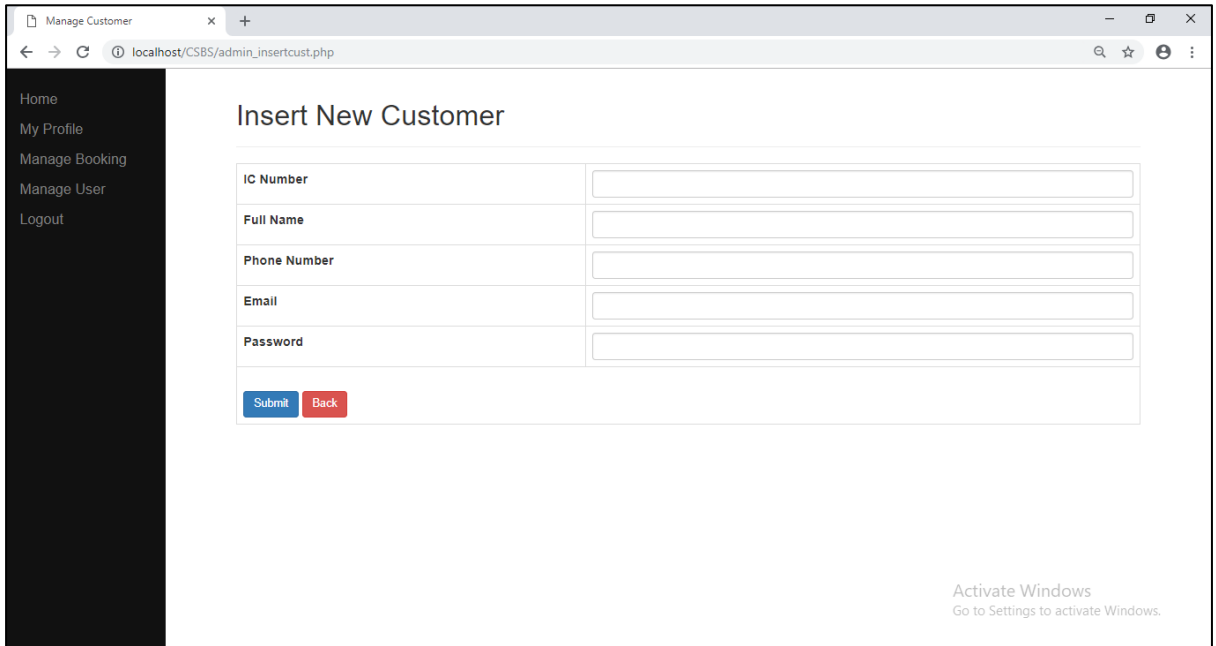 Manage Customer
localhost/CSBS/admin_insertcust.php
Home
My Profile
Manage Booking
Manage User
Logout
Insert New Customer
IC Number
Full Name
Phone Number
Email
Password
Submit Back
Activate Windows
Go to Settings to activate Windows.